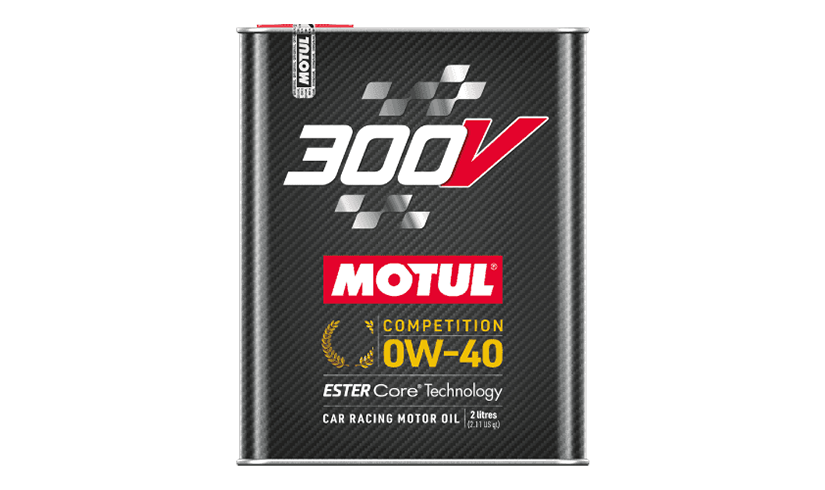 MOTUL
300V
MOTUL®
COMPETITION
0W-40
ESTER Core® Technology
CAR RACING MOTOR OIL
2 litres
(2.11 US qt)